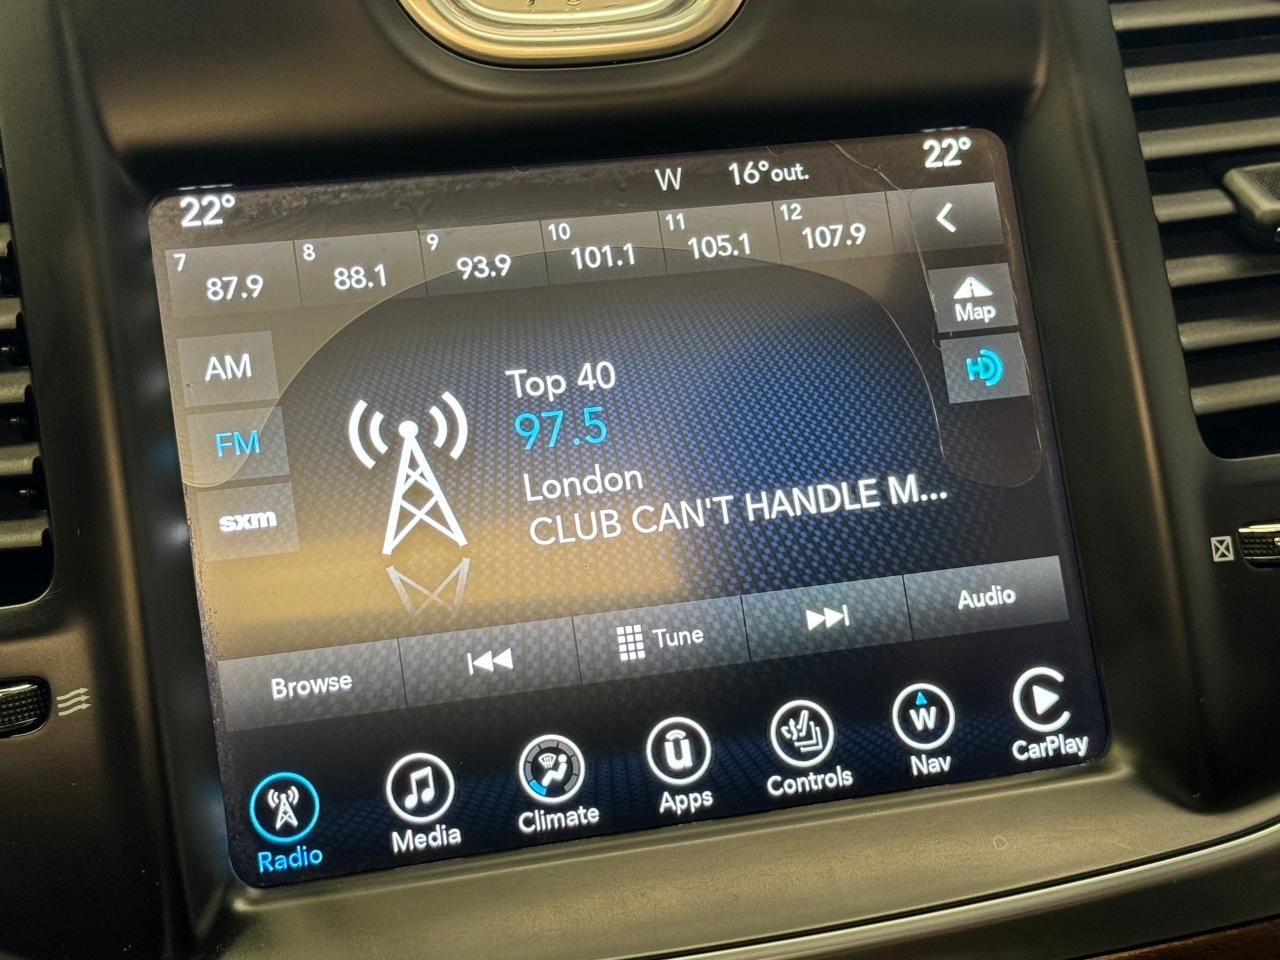 22°
W
16°out.
22°
7 87.9
8 88.1
9 93.9
10 101.1
11 105.1
12 107.9
Map
HD
AM
FM
sxm
Top 40
97.5
London
CLUB CAN'T HANDLE M...
Browse
Tune
Audio
Radio
Media
Climate
u
Apps
Controls
W
Nav
CarPlay